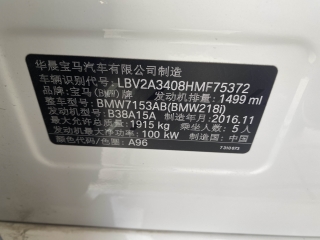 华晨宝马汽车有限公司制造
车辆识别代号: LBV2A3408HMF75372
品牌: 宝马(BMW)牌 发动机排量: 1499 ml
整车型号: BMW7153AB(BMW218i)
发动机型号: B38A15A 制造年月: 2016.11
最大允许总质量: 1915 kg 乘坐人数: 5 人
发动机最大净功率: 100 kW 制造国: 中国
颜色代码/色差: A96